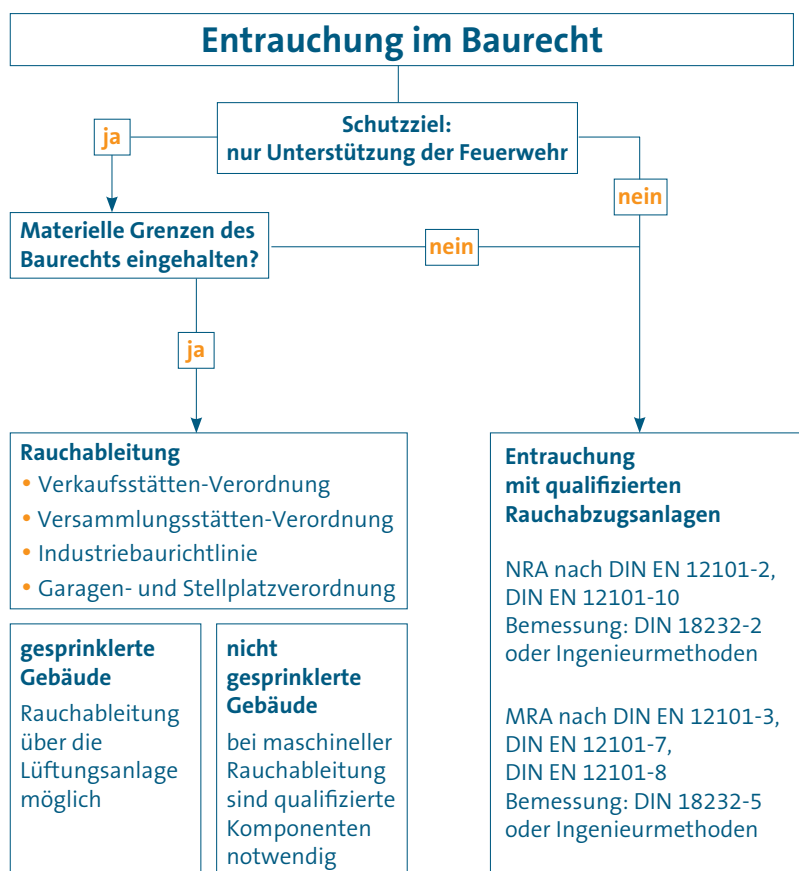 Entrauchung im Baurecht
Schutzziel:
nur Unterstützung der Feuerwehr
ja
nein
Materielle Grenzen des
Baurechts eingehalten?
nein
ja
Rauchableitung
• Verkaufsstätten-Verordnung
• Versammlungsstätten-Verordnung
• Industriebaurichtlinie
• Garagen- und Stellplatzverordnung
gesprinklerte
Gebäude
Rauchableitung
über die
Lüftungsanlage
möglich
nicht
gesprinklerte
Gebäude
bei maschineller
Rauchableitung
sind qualifizierte
Komponenten
notwendig
Entrauchung
mit qualifizierten
Rauchabzugsanlagen
NRA nach DIN EN 12101-2,
DIN EN 12101-10
Bemessung: DIN 18232-2
oder Ingenieurmethoden
MRA nach DIN EN 12101-3,
DIN EN 12101-7,
DIN EN 12101-8
Bemessung: DIN 18232-5
oder Ingenieurmethoden